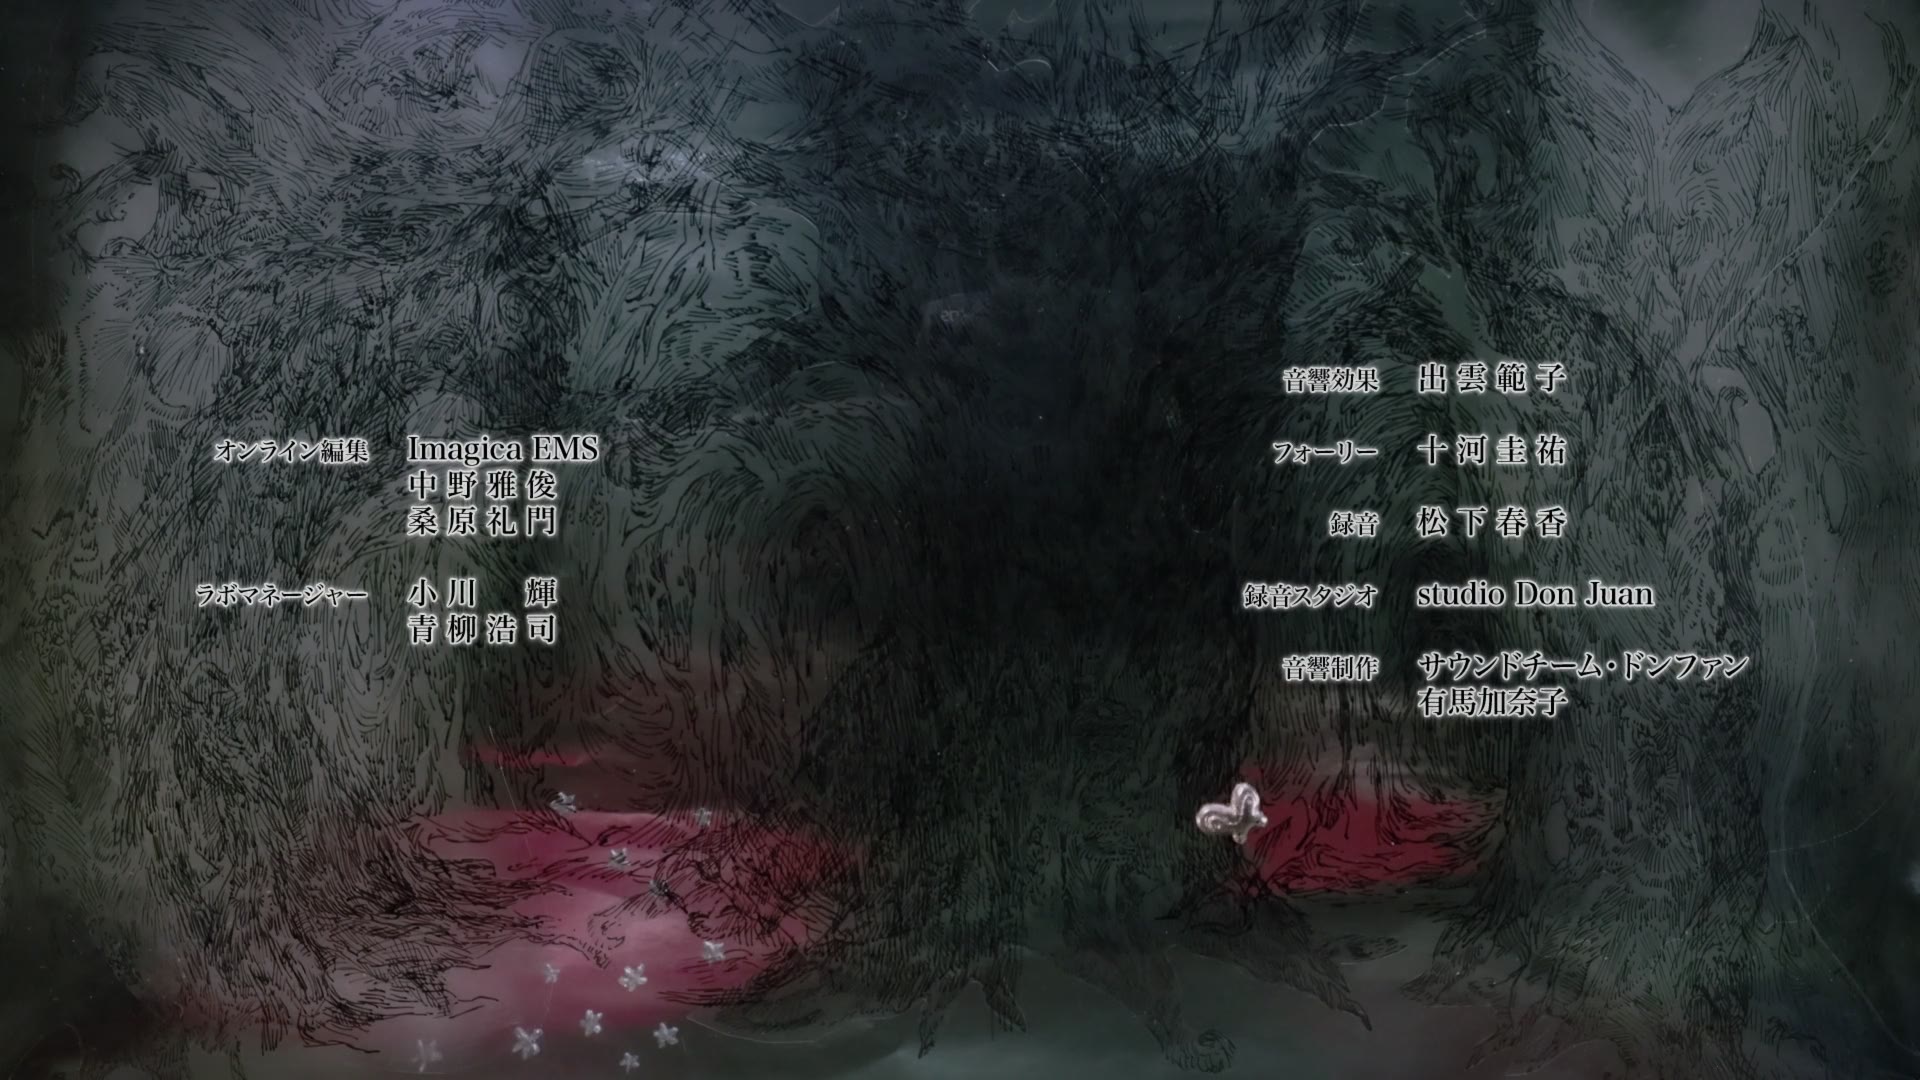 オンライン編集 Imagica EMS
中野雅俊
桑原礼門
ラボマネージャー 小川 輝
青柳浩司
音響効果 出雲範子
フォーリー 十河圭祐
録音 松下春香
録音スタジオ studio Don Juan
音響制作 サウンドチーム・ドンファン
有馬加奈子